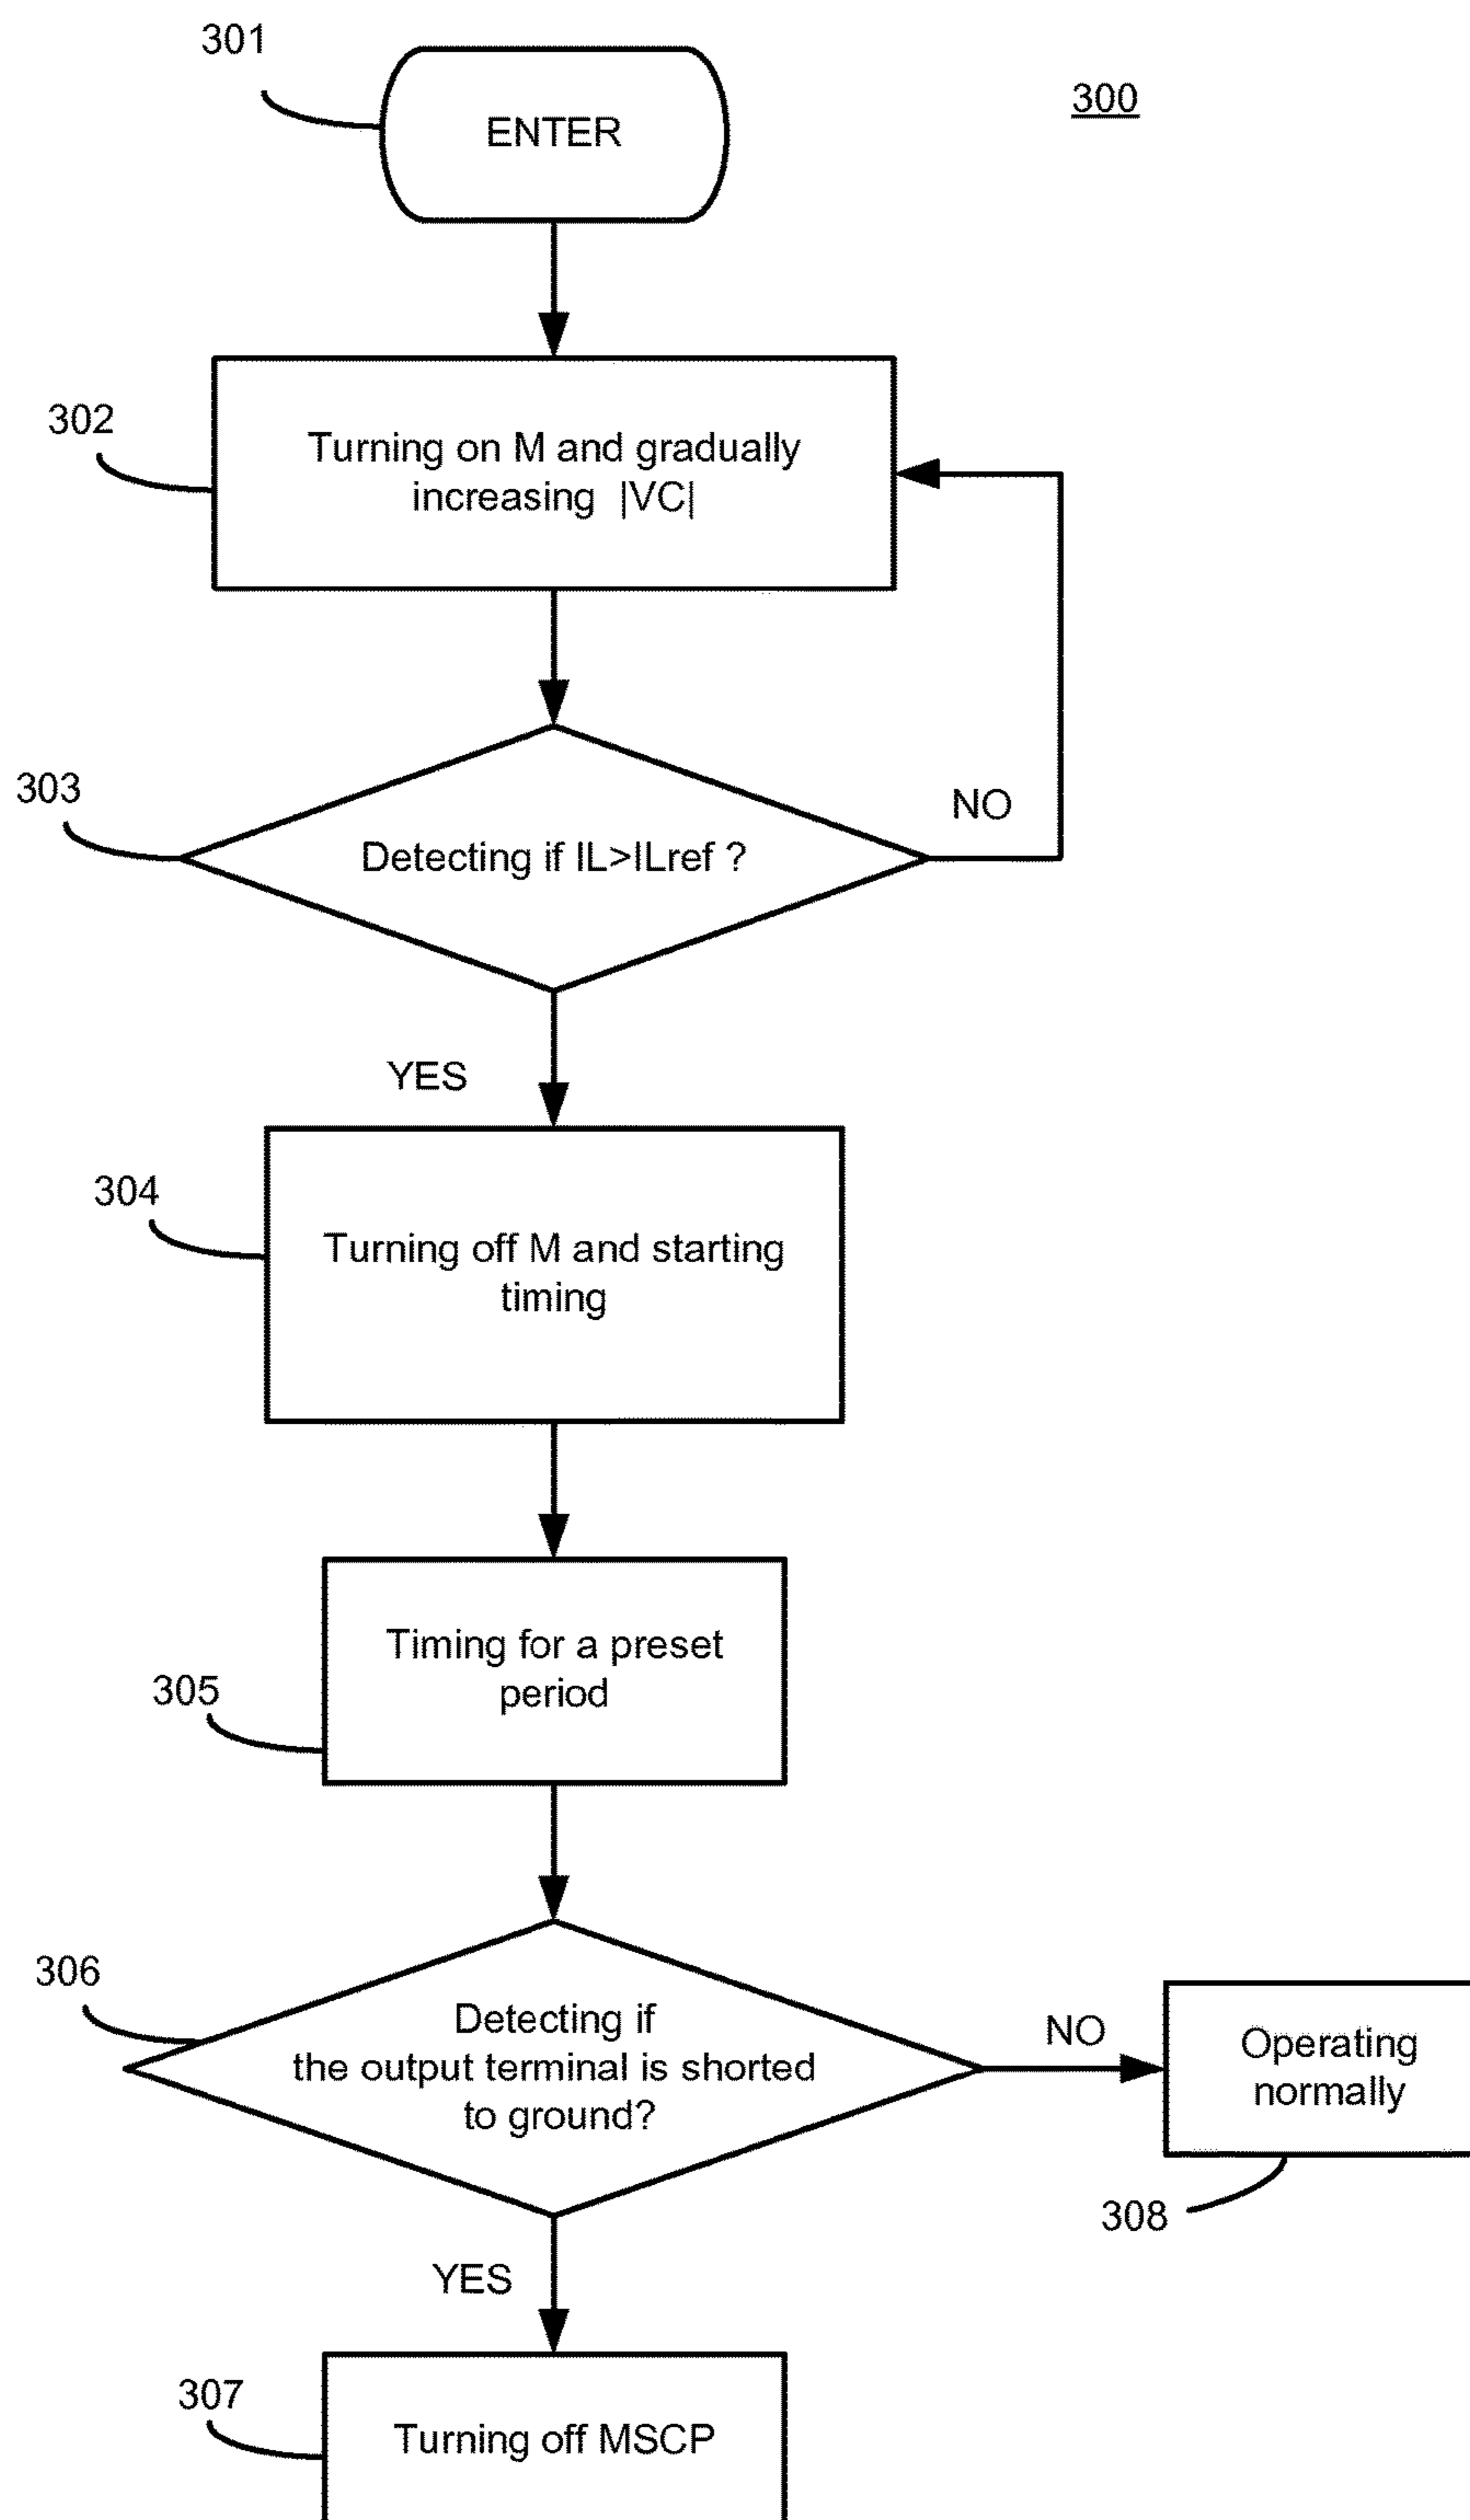 301
ENTER
300
302
Turning on M and gradually
increasing |VC|
303
Detecting if IL>ILref ?
NO
YES
304
Turning off M and starting
timing
Timing for a preset
period
305
306
Detecting if
the output terminal is shorted
to ground?
NO
Operating
normally
308
YES
307
Turning off MSCP